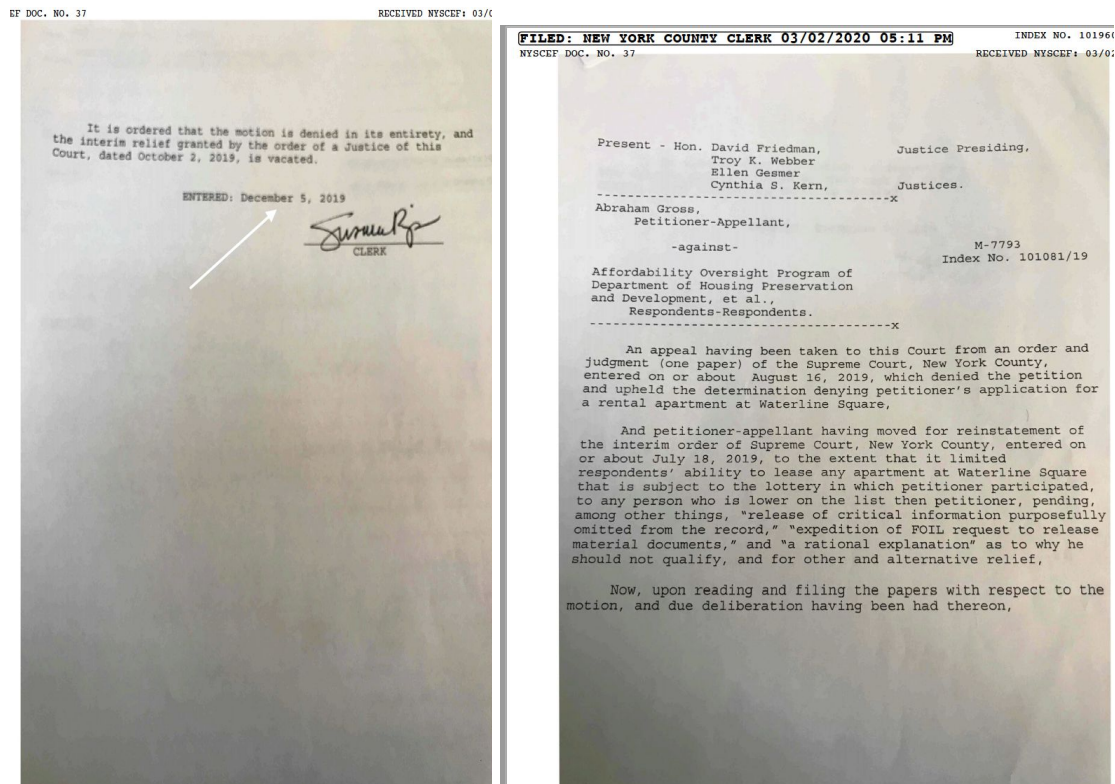 EF DOC. NO. 37
RECEIVED NYSCEF: 03/0
It is ordered that the motion is denied in its entirety, and
the interim relief granted by the order of a Justice of this
Court, dated October 2, 2019, is vacated.
ENTERED: December 5, 2019
CLERK
FILED: NEW YORK COUNTY CLERK 03/02/2020 05:11 PM
INDEX NO. 101960
NYSCEF DOC. NO. 37
RECEIVED NYSCEF: 03/02
Present - Hon. David Friedman, Justice Presiding,
Troy K. Webber
Ellen Gesmer
Cynthia S. Kern, Justices.
---------------------------------------x
Abraham Gross,
Petitioner-Appellant,
-against-
M-7793
Index No. 101081/19
Affordability Oversight Program of
Department of Housing Preservation
and Development, et al.,
Respondents-Respondents.
---------------------------------------x
An appeal having been taken to this Court from an order and
judgment (one paper) of the Supreme Court, New York County,
entered on or about August 16, 2019, which denied the petition
and upheld the determination denying petitioner's application for
a rental apartment at Waterline Square,
And petitioner-appellant having moved for reinstatement of
the interim order of Supreme Court, New York County, entered on
or about July 18, 2019, to the extent that it limited
respondents' ability to lease any apartment at Waterline Square
that is subject to the lottery in which petitioner participated,
to any person who is lower on the list then petitioner, pending,
among other things, "release of critical information purposefully
omitted from the record," "expedition of FOIL request to release
material documents," and "a rational explanation" as to why he
should not qualify, and for other and alternative relief,
Now, upon reading and filing the papers with respect to the
motion, and due deliberation having been had thereon,